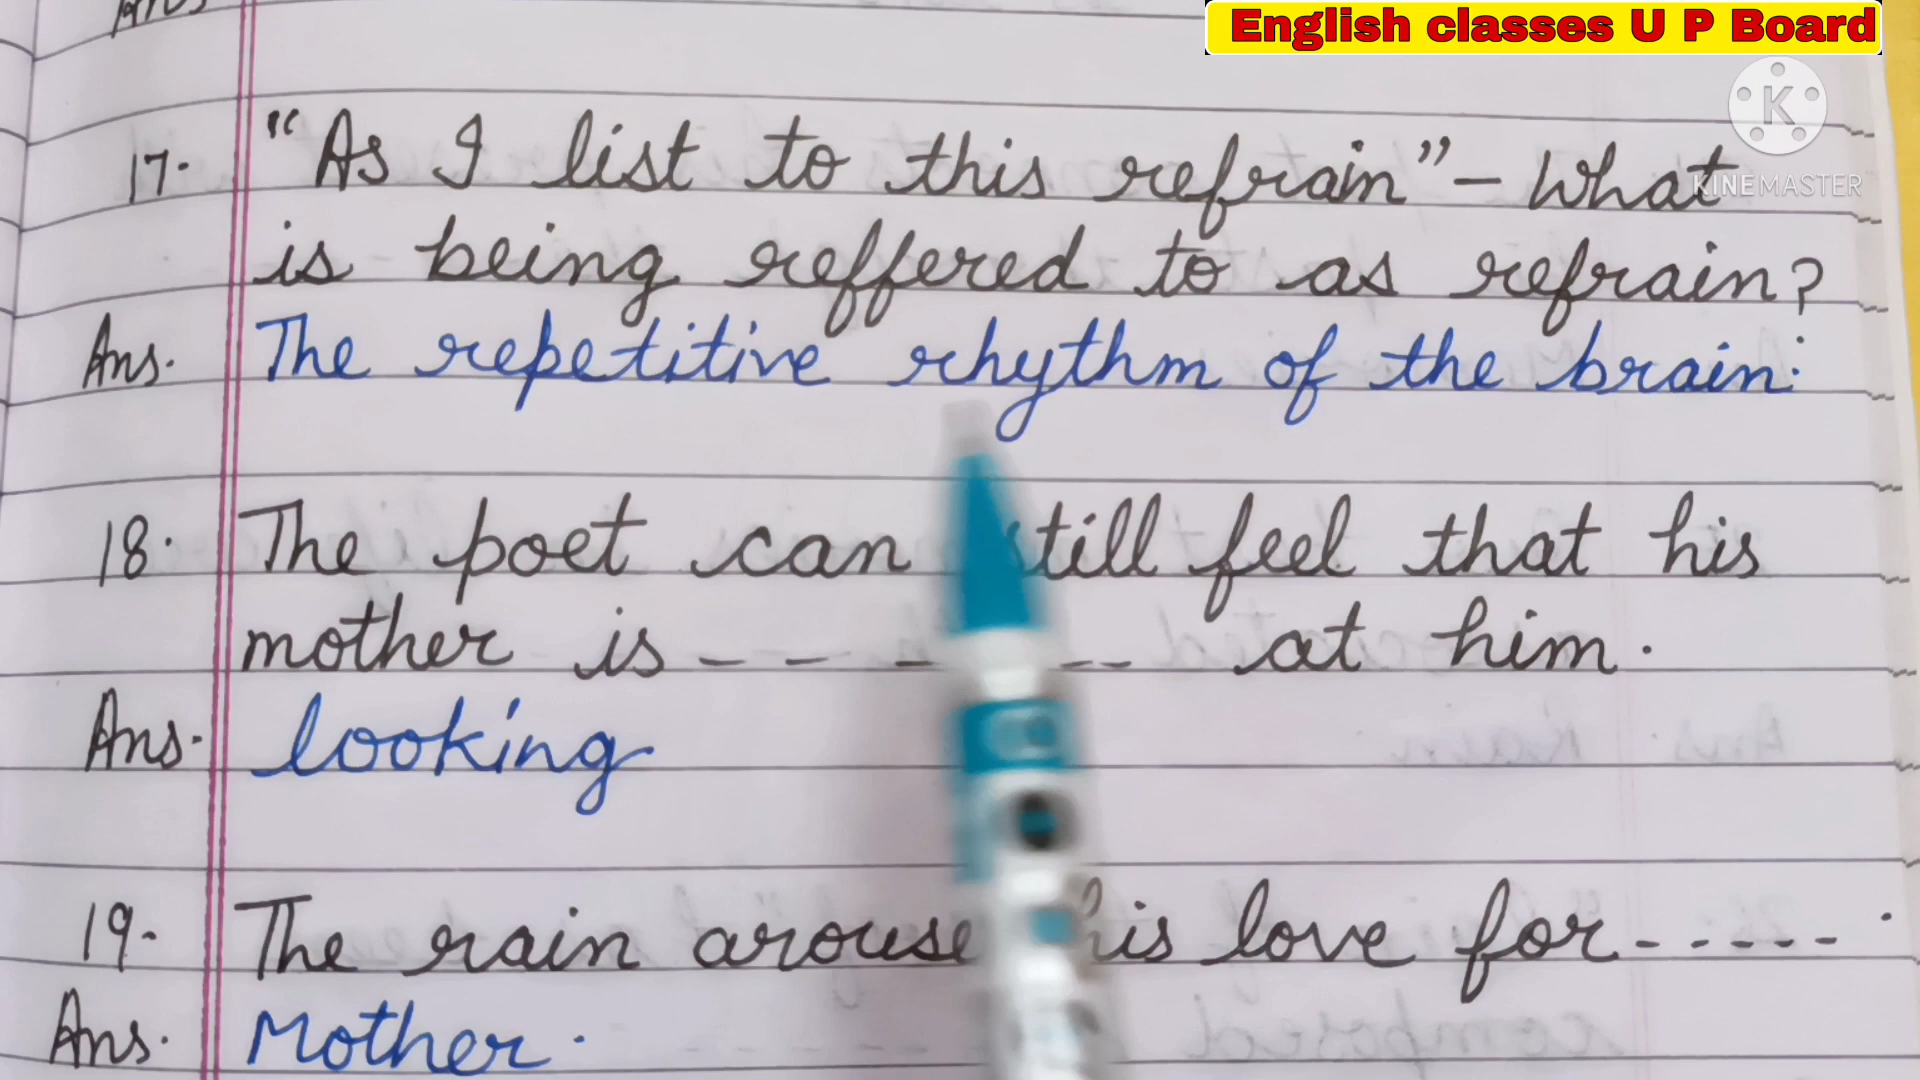 English classes U P Board
KINEMASTER
17. "As I list to this refrain" – What
is being reffered to as refrain?
Ans. The repetitive rhythm of the brain.
18. The poet can still feel that his
mother is - - - - - at him.
Ans. looking
19. The rain arouse his love for - - - - - .
Ans. Mother.